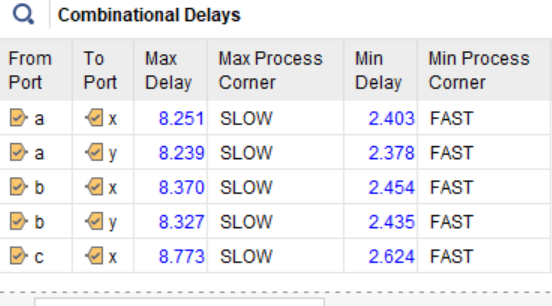 Combinational Delays
From Port To Port Max Delay Max Process Corner Min Delay Min Process Corner
a x 8.251 SLOW 2.403 FAST
a y 8.239 SLOW 2.378 FAST
b x 8.370 SLOW 2.454 FAST
b y 8.327 SLOW 2.435 FAST
c x 8.773 SLOW 2.624 FAST